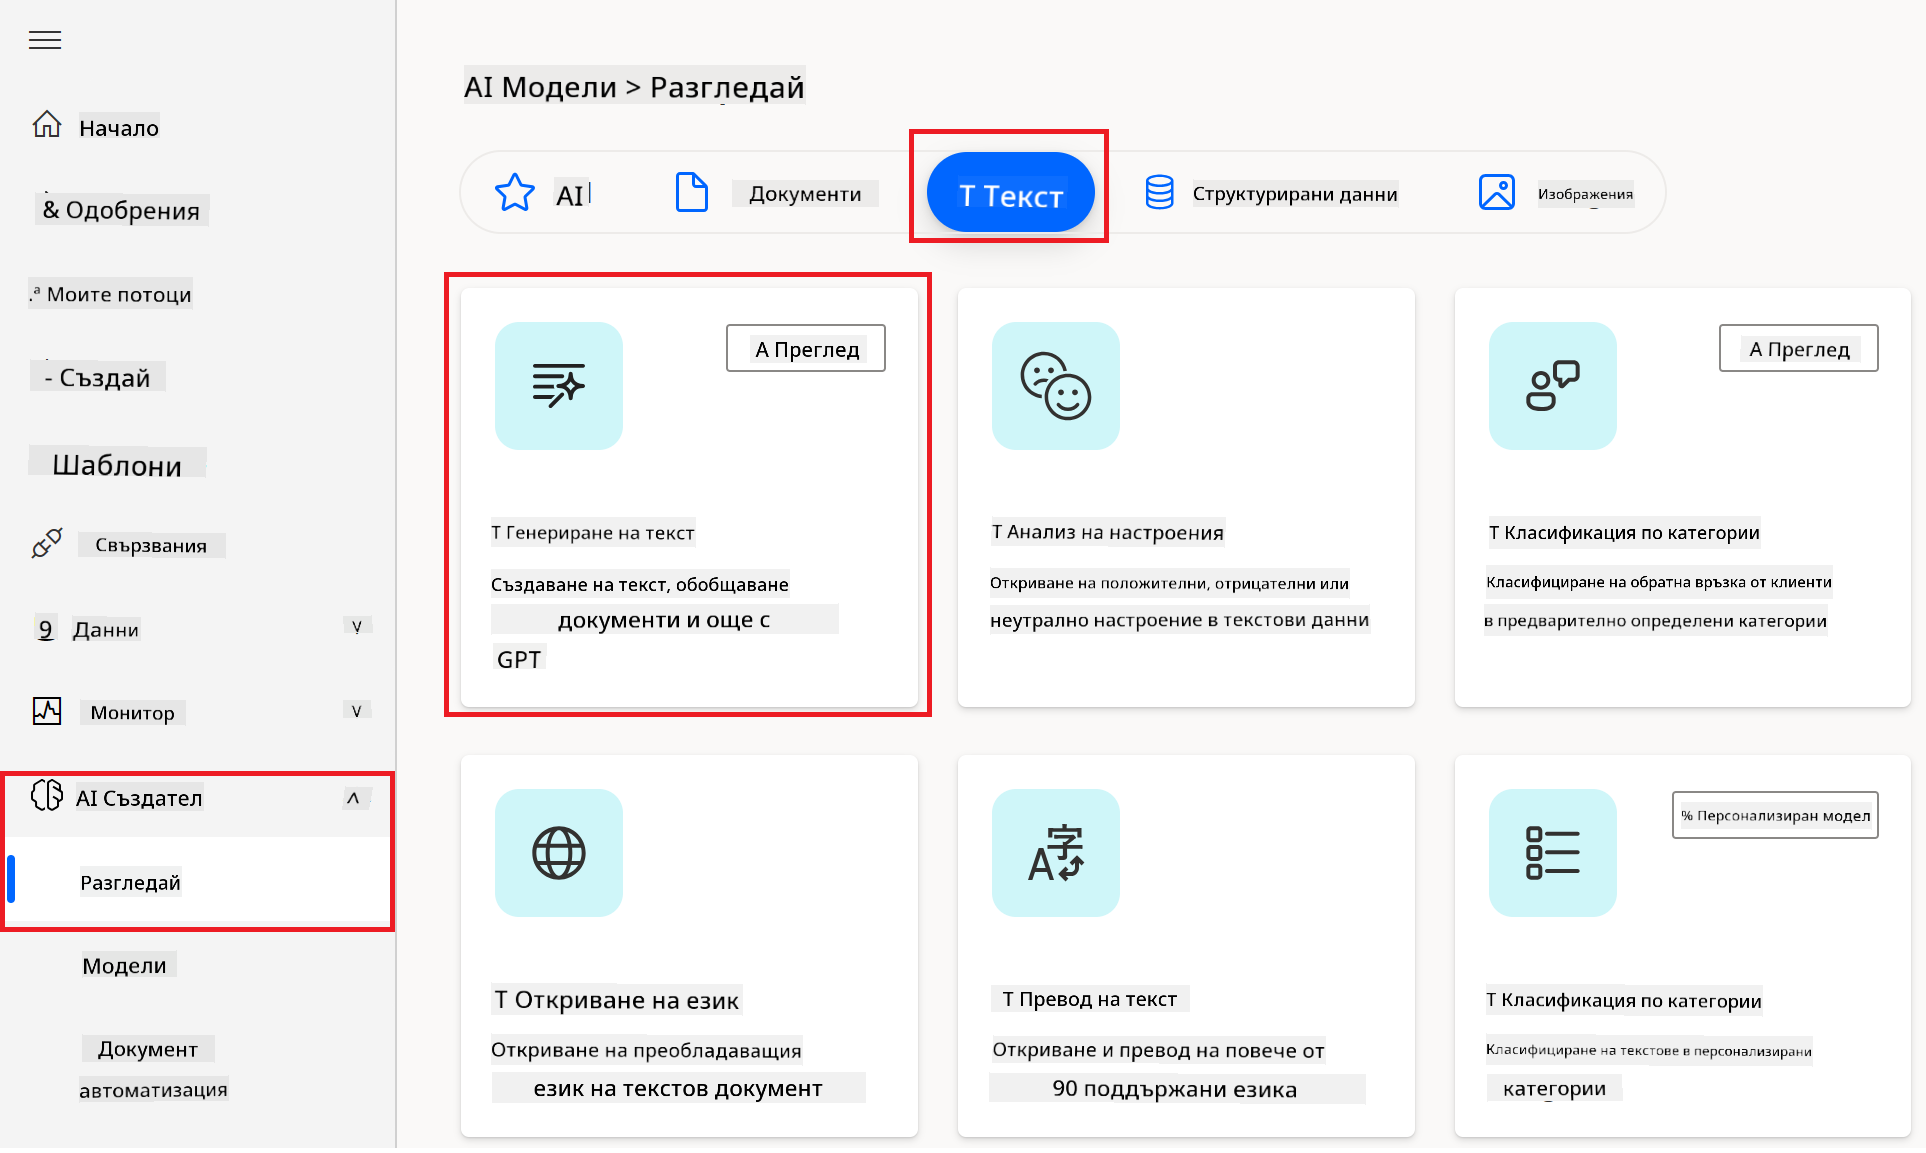 Начало
& Одобрения
.ª Моите потоци
- Създай
Шаблони
Свързвания
9 Данни
Монитор
AI Създател
Разгледай
Модели
Документ
автоматизация
AI Модели > Разгледай
AI
Документи
T Текст
Структурирани данни
Изображения
А Преглед
T Генериране на текст
Създаване на текст, обобщаване
документи и още с
GPT
T Анализ на настроения
Откриване на положителни, отрицателни или
неутрално настроение в текстови данни
А Преглед
T Класификация по категории
Класифициране на обратна връзка от клиенти
в предварително определени категории
T Откриване на език
Откриване на преобладаващия
език на текстов документ
字
A
T Превод на текст
Откриване и превод на повече от
90 поддържани езика
% Персонализиран модел
T Класификация по категории
Класифициране на текстове в персонализирани
категории